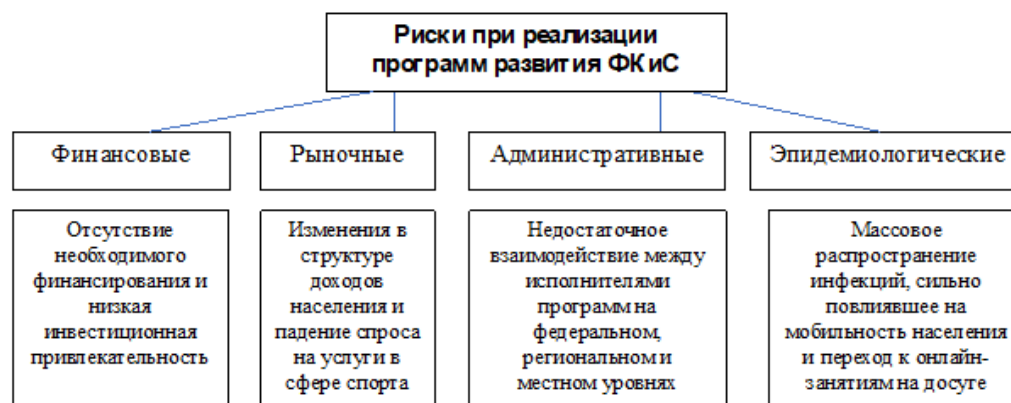 Риски при реализации
программ развития ФКиС
Финансовые
Рыночные
Административные
Эпидемиологические
Отсутствие
необходимого
финансирования и
низкая
инвестиционная
привлекательность
Изменения в
структуре
доходов
населения и
падение спроса
на услуги в
сфере спорта
Недостаточное
взаимодействие между
исполнителями
программ на
федеральном,
региональном и
местном уровнях
Массовое
распространение
инфекций, сильно
повлиявшее на
мобильность населения
и переход к онлайн-
занятиям на досуге